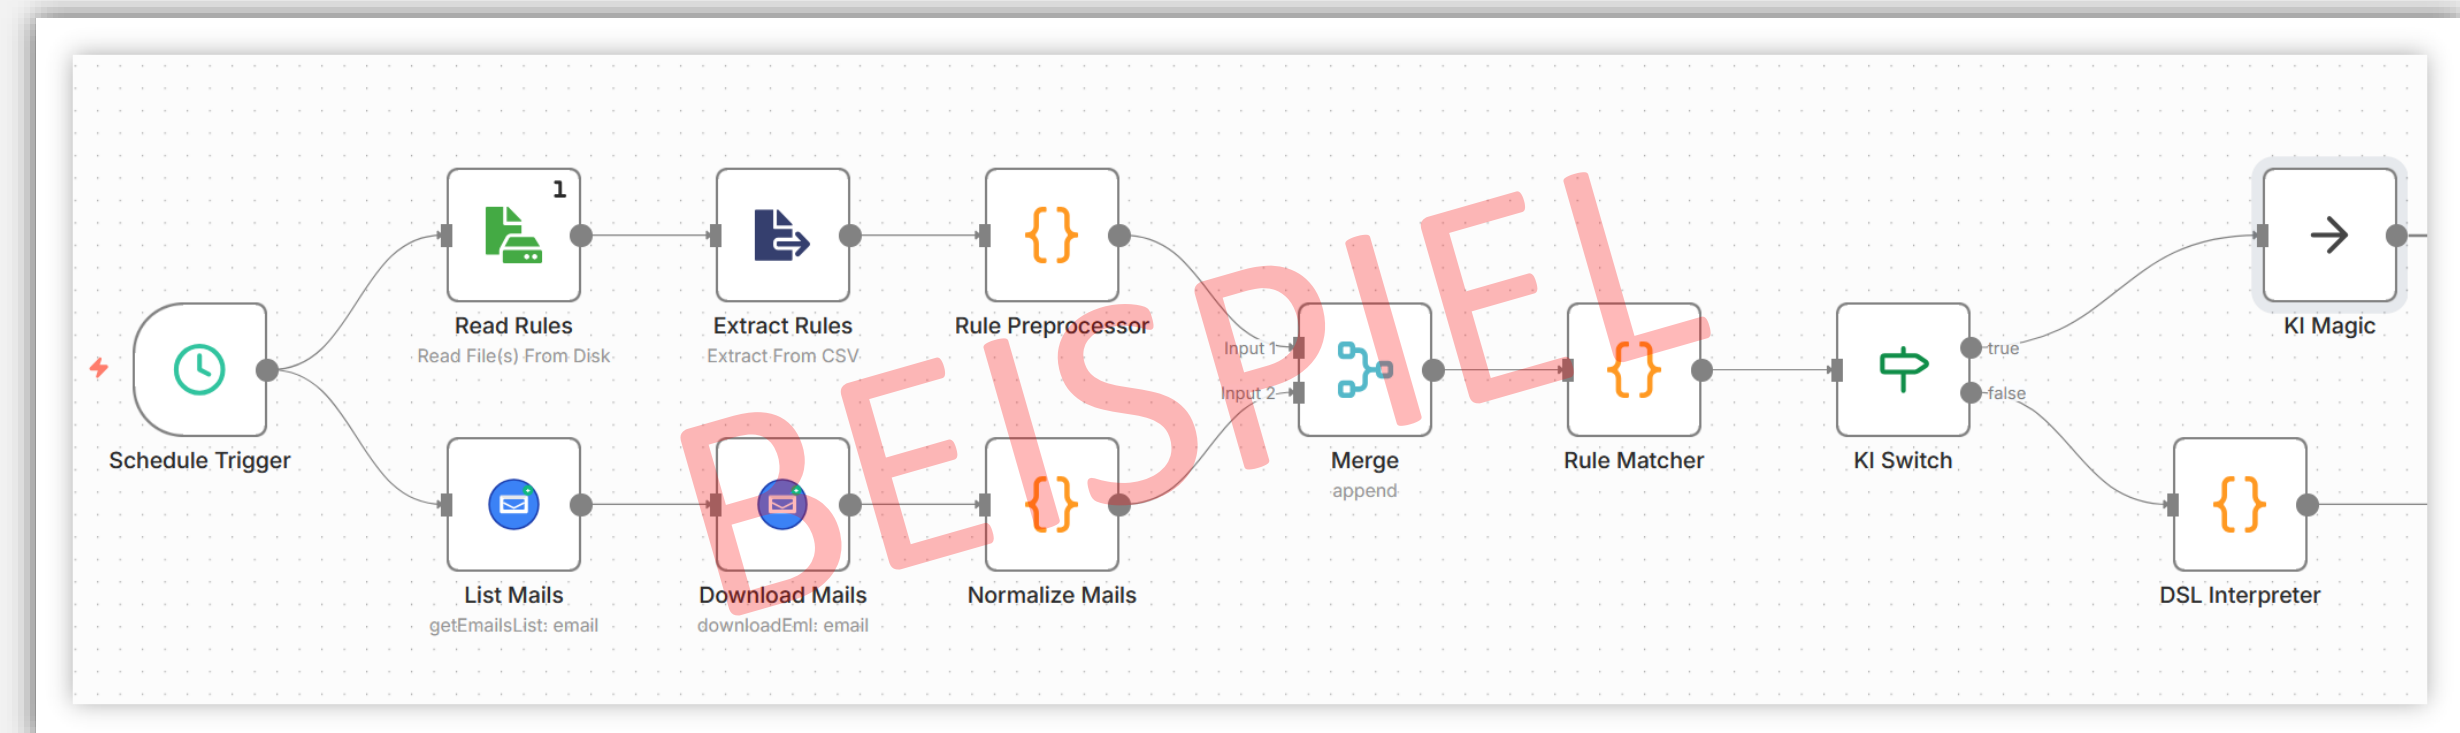 1
Read Rules
Read File(s) From Disk
Extract Rules
Extract From CSV
Rule Preprocessor
KI Magic
Schedule Trigger
Input 1
Input 2
Merge
append
Rule Matcher
KI Switch
true
false
List Mails
getEmailsList: email
Download Mails
downloadEml: email
Normalize Mails
DSL Interpreter
BEISPIEL